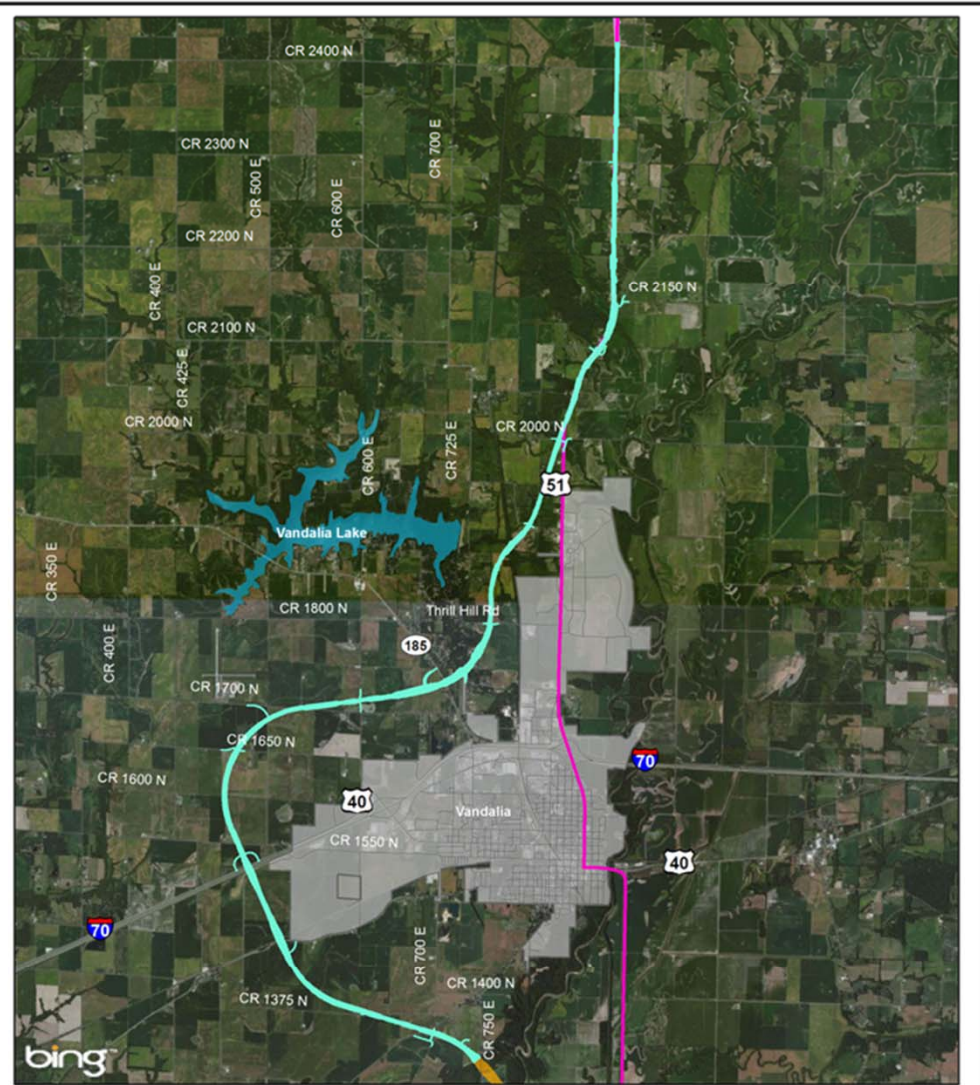 CR 2400 N
CR 2300 N
CR 700 E
CR 500 E
CR 600 E
CR 2200 N
CR 400 E
CR 2150 N
CR 2100 N
CR 425 E
CR 2000 N
CR 2000 N
CR 600 E
CR 725 E
51
Vandalia Lake
CR 350 E
CR 1800 N
Thrill Hill Rd
185
CR 400 E
CR 1700 N
CR 1650 N
70
CR 1600 N
40
Vandalia
CR 1550 N
40
70
CR 700 E
CR 1400 N
CR 1375 N
CR 750 E
bing